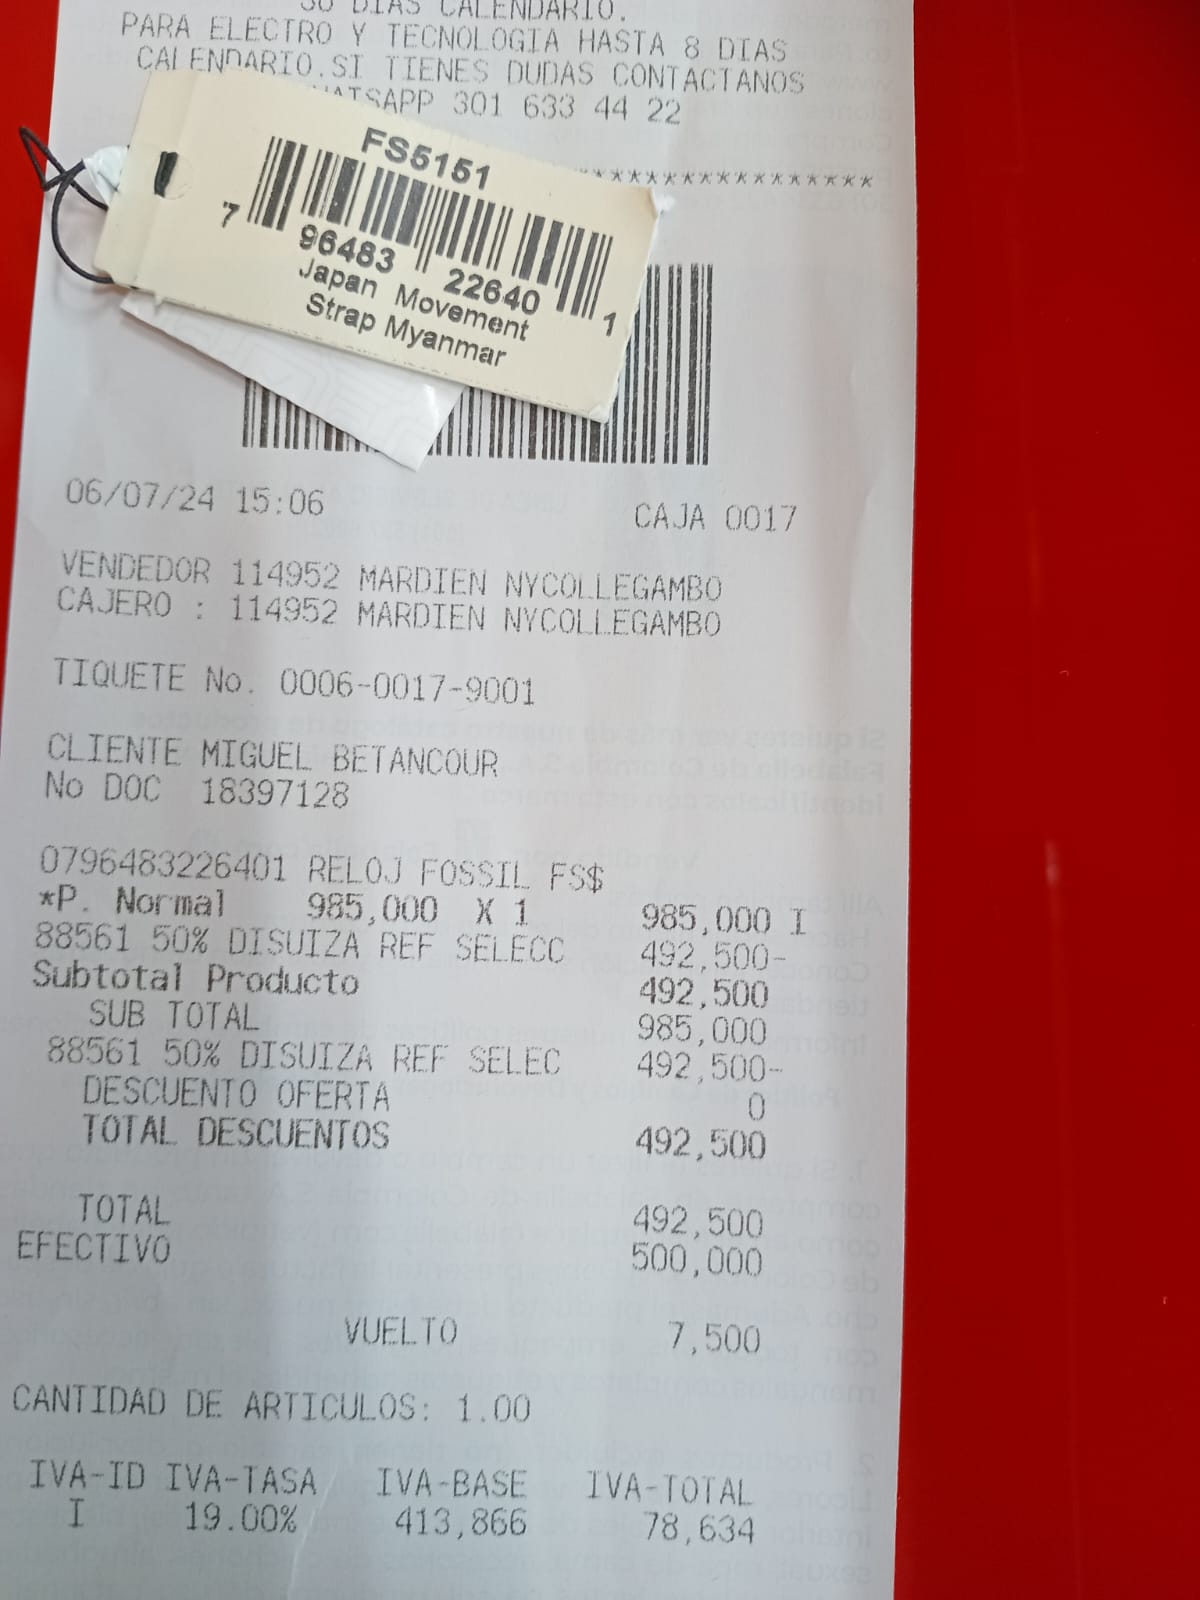 30 DIAS CALENDARIO.
PARA ELECTRO Y TECNOLOGIA HASTA 8 DIAS
CALENDARIO.SI TIENES DUDAS CONTACTANOS
WHATSAPP 301 633 44 22
*****************
FS5151
7 96483 22640 1
Japan Movement
Strap Myanmar
06/07/24 15:06 CAJA 0017
VENDEDOR 114952 MARDIEN NYCOLLEGAMBO
CAJERO : 114952 MARDIEN NYCOLLEGAMBO
TIQUETE No. 0006-0017-9001
CLIENTE MIGUEL BETANCOUR
No DOC 18397128
0796483226401 RELOJ FOSSIL FS$
*P. Normal 985,000 X 1 985,000 I
88561 50% DISUIZA REF SELECC 492,500-
Subtotal Producto 492,500
SUB TOTAL 985,000
88561 50% DISUIZA REF SELEC 492,500-
DESCUENTO OFERTA 0
TOTAL DESCUENTOS 492,500
TOTAL 492,500
EFECTIVO 500,000
VUELTO 7,500
CANTIDAD DE ARTICULOS: 1.00
IVA-ID IVA-TASA IVA-BASE IVA-TOTAL
I 19.00% 413,866 78,634